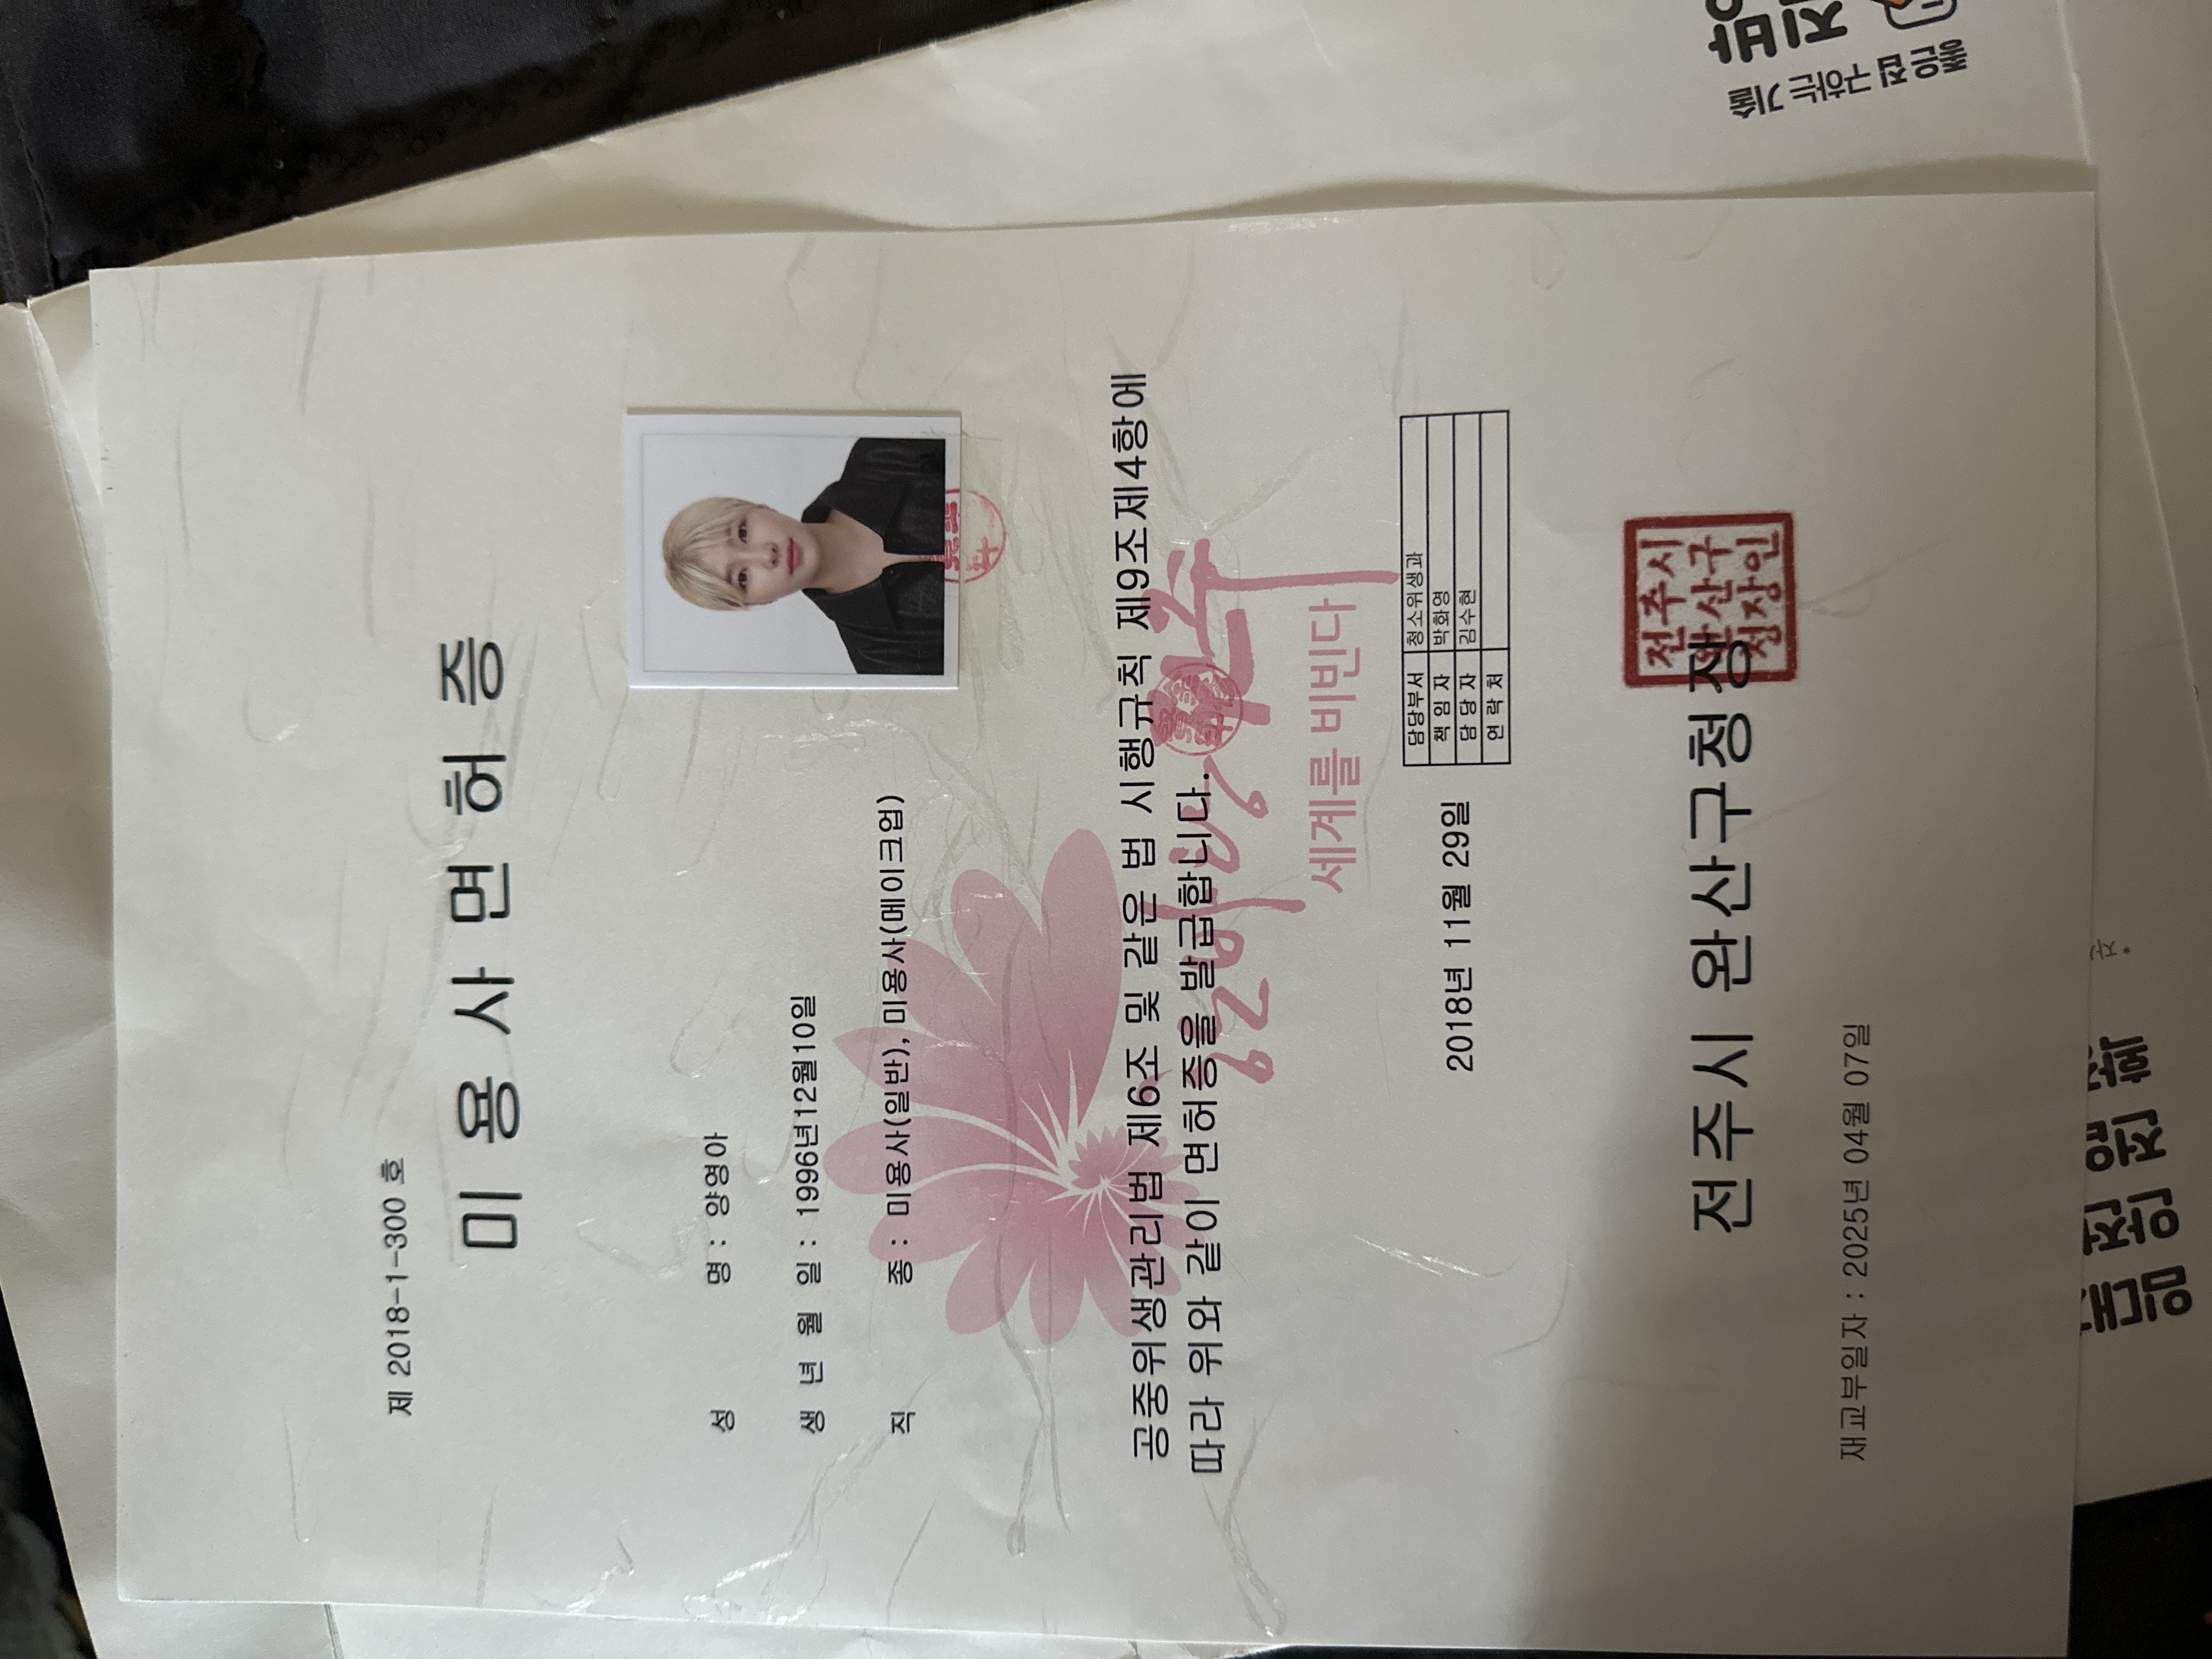 제 2018-1-300 호
미 용 사 면 허 증
성 명 : 양영아
생 년 월 일 : 1996년12월10일
직 종 : 미용사(일반), 미용사(메이크업)
공중위생관리법 제6조 및 같은 법 시행규칙 제9조제4항에
따라 위와 같이 면허증을 발급합니다.
세계를 비빈다
담당부서 청소위생과
책 임 자 박화영
담 당 자 김수현
연 락 처
2018년 11월 29일
전주시 완산구청장
전주시
완산구
청장인
재교부일자 : 2025년 04월 07일
좋은 집 구하는 기술